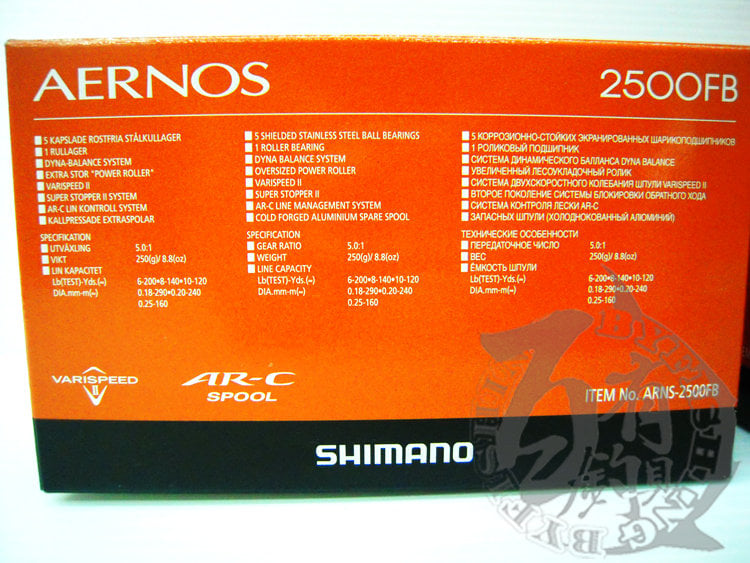 AERNOS
2500FB
5 KAPSLADE ROSTFRIA STÅLKULLAGER
1 RULLAGER
DYNA-BALANCE SYSTEM
EXTRA STOR "POWER ROLLER"
VARISPEED II
SUPER STOPPER II SYSTEM
AR-C LIN KONTROLL SYSTEM
KALLPRESSADE EXTRASPOLAR
SPECIFIKATION
UTVÄXLING 5.0:1
VIKT 250(g)/ 8.8(oz)
LIN KAPACITET
Lb(TEST)-Yds.(~) 6-200•8-140•10-120
DIA.mm-m(~) 0.18-290•0.20-240
0.25-160
5 SHIELDED STAINLESS STEEL BALL BEARINGS
1 ROLLER BEARING
DYNA BALANCE SYSTEM
OVERSIZED POWER ROLLER
VARISPEED II
SUPER STOPPER II
AR-C LINE MANAGEMENT SYSTEM
COLD FORGED ALUMINIUM SPARE SPOOL
SPECIFICATION
GEAR RATIO 5.0:1
WEIGHT 250(g)/ 8.8(oz)
LINE CAPACITY
Lb(TEST)-Yds.(~) 6-200•8-140•10-120
DIA.mm-m(~) 0.18-290•0.20-240
0.25-160
5 КОРРОЗИОННО-СТОЙКИХ ЭКРАНИРОВАННЫХ ШАРИКОПОДШИПНИКОВ
1 РОЛИКОВЫЙ ПОДШИПНИК
СИСТЕМА ДИНАМИЧЕСКОГО БАЛЛАНСА DYNA BALANCE
УВЕЛИЧЕННЫЙ ЛЕСОУКЛАДОЧНЫЙ РОЛИК
СИСТЕМА ДВУХСКОРОСТНОГО КОЛЕБАНИЯ ШПУЛИ VARISPEED II
ВТОРОЕ ПОКОЛЕНИЕ СИСТЕМЫ БЛОКИРОВКИ ОБРАТНОГО ХОДА
СИСТЕМА КОНТРОЛЯ ЛЕСКИ AR-C
ЗАПАСНЫХ ШПУЛИ (ХОЛОДНОКОВАННЫЙ АЛЮМИНИЙ)
ТЕХНИЧЕСКИЕ ОСОБЕННОСТИ
ПЕРЕДАТОЧНОЕ ЧИСЛО 5.0:1
ВЕС 250(g)/ 8.8(oz)
ЁМКОСТЬ ШПУЛИ
Lb(TEST)-Yds.(~) 6-200•8-140•10-120
DIA.mm-m(~) 0.18-290•0.20-240
0.25-160
VARISPEED
II
AR-C
SPOOL
ITEM No. ARNS-2500FB
SHIMANO